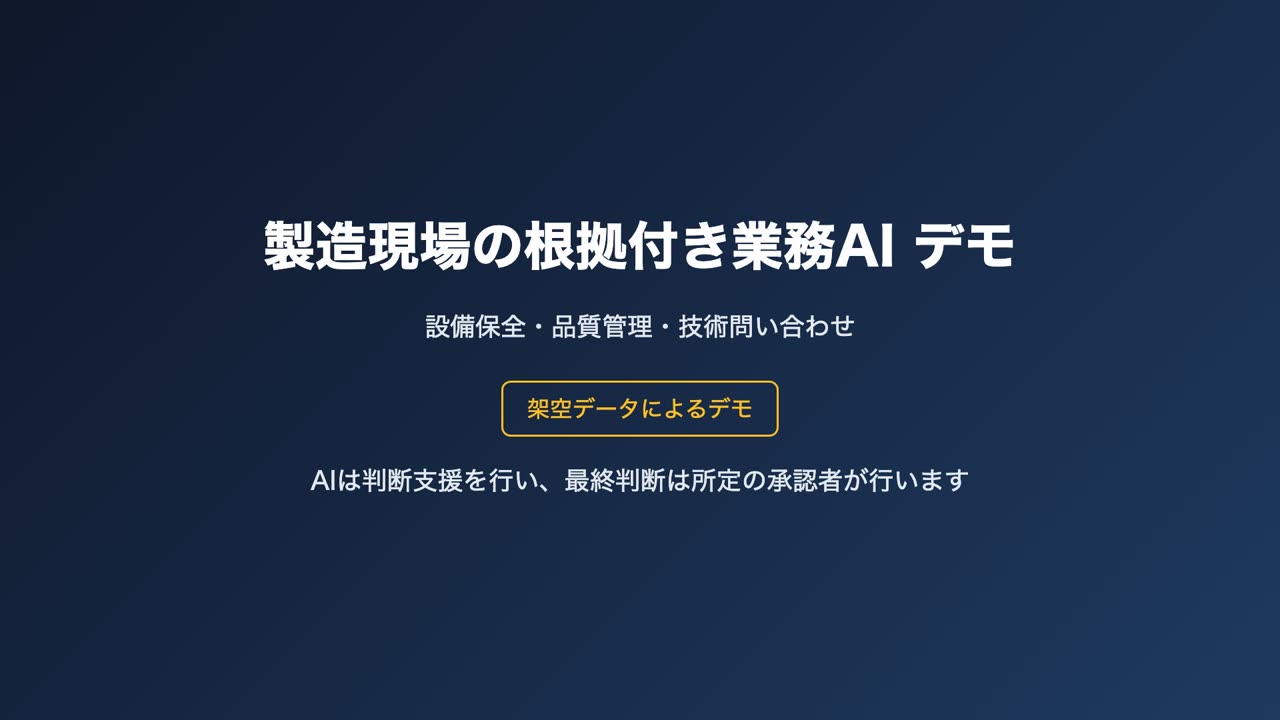 製造現場の根拠付き業務AI デモ
設備保全・品質管理・技術問い合わせ
架空データによるデモ
AIは判断支援を行い、最終判断は所定の承認者が行います